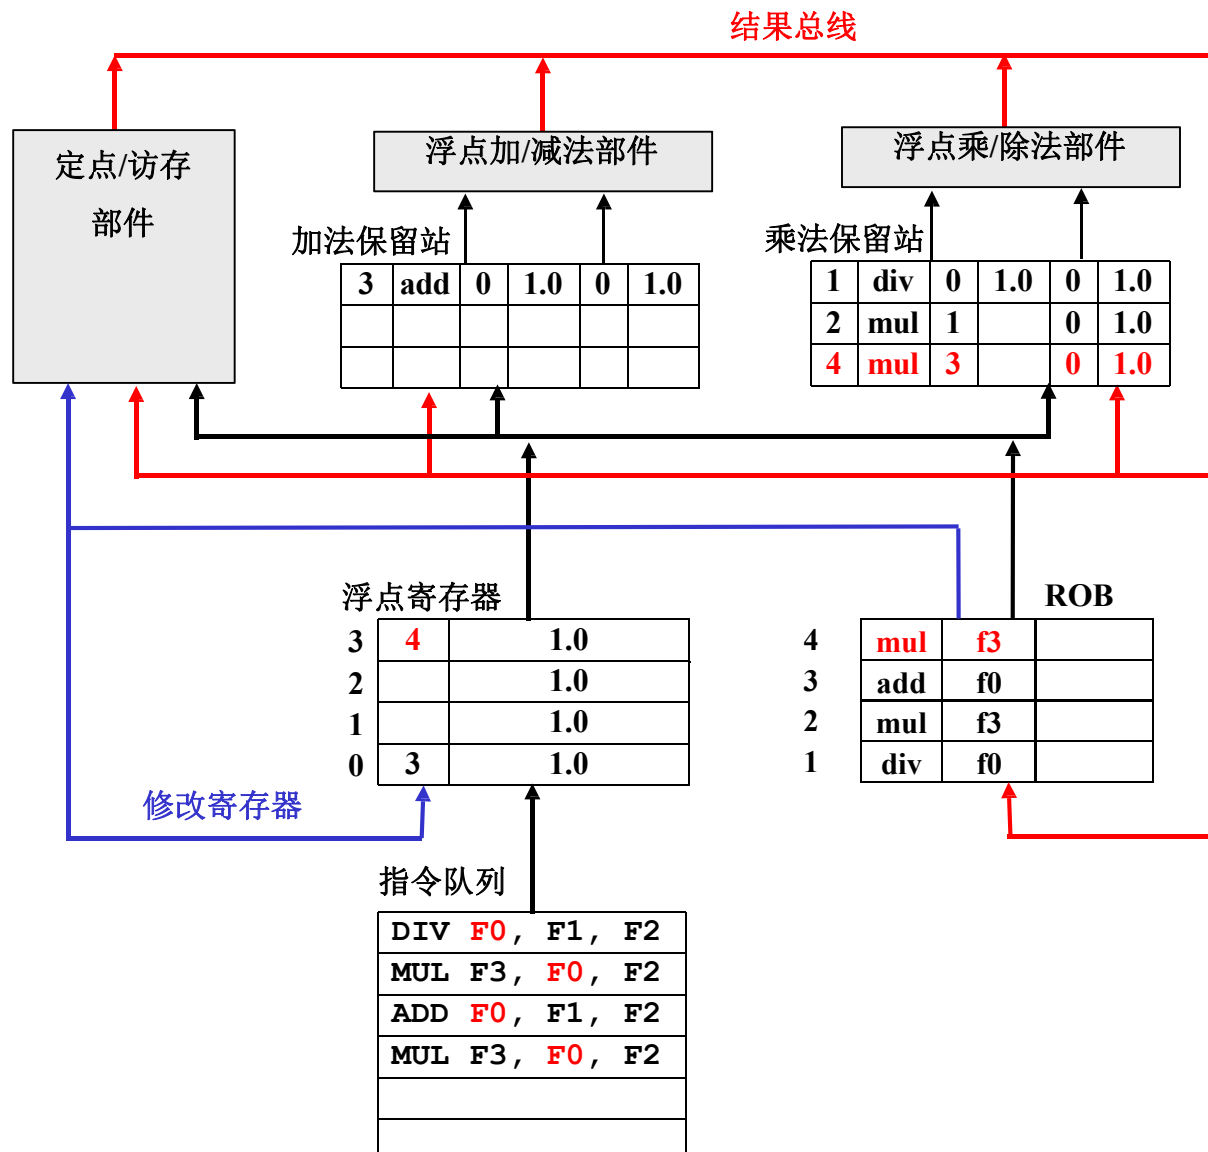 结果总线
定点/访存
部件
浮点加/减法部件
浮点乘/除法部件
加法保留站
3 add 0 1.0 0 1.0
乘法保留站
1 div 0 1.0 0 1.0
2 mul 1 0 1.0
4 mul 3 0 1.0
浮点寄存器
3 4 1.0
2 1.0
1 1.0
0 3 1.0
ROB
4 mul f3
3 add f0
2 mul f3
1 div f0
修改寄存器
指令队列
DIV F0, F1, F2
MUL F3, F0, F2
ADD F0, F1, F2
MUL F3, F0, F2